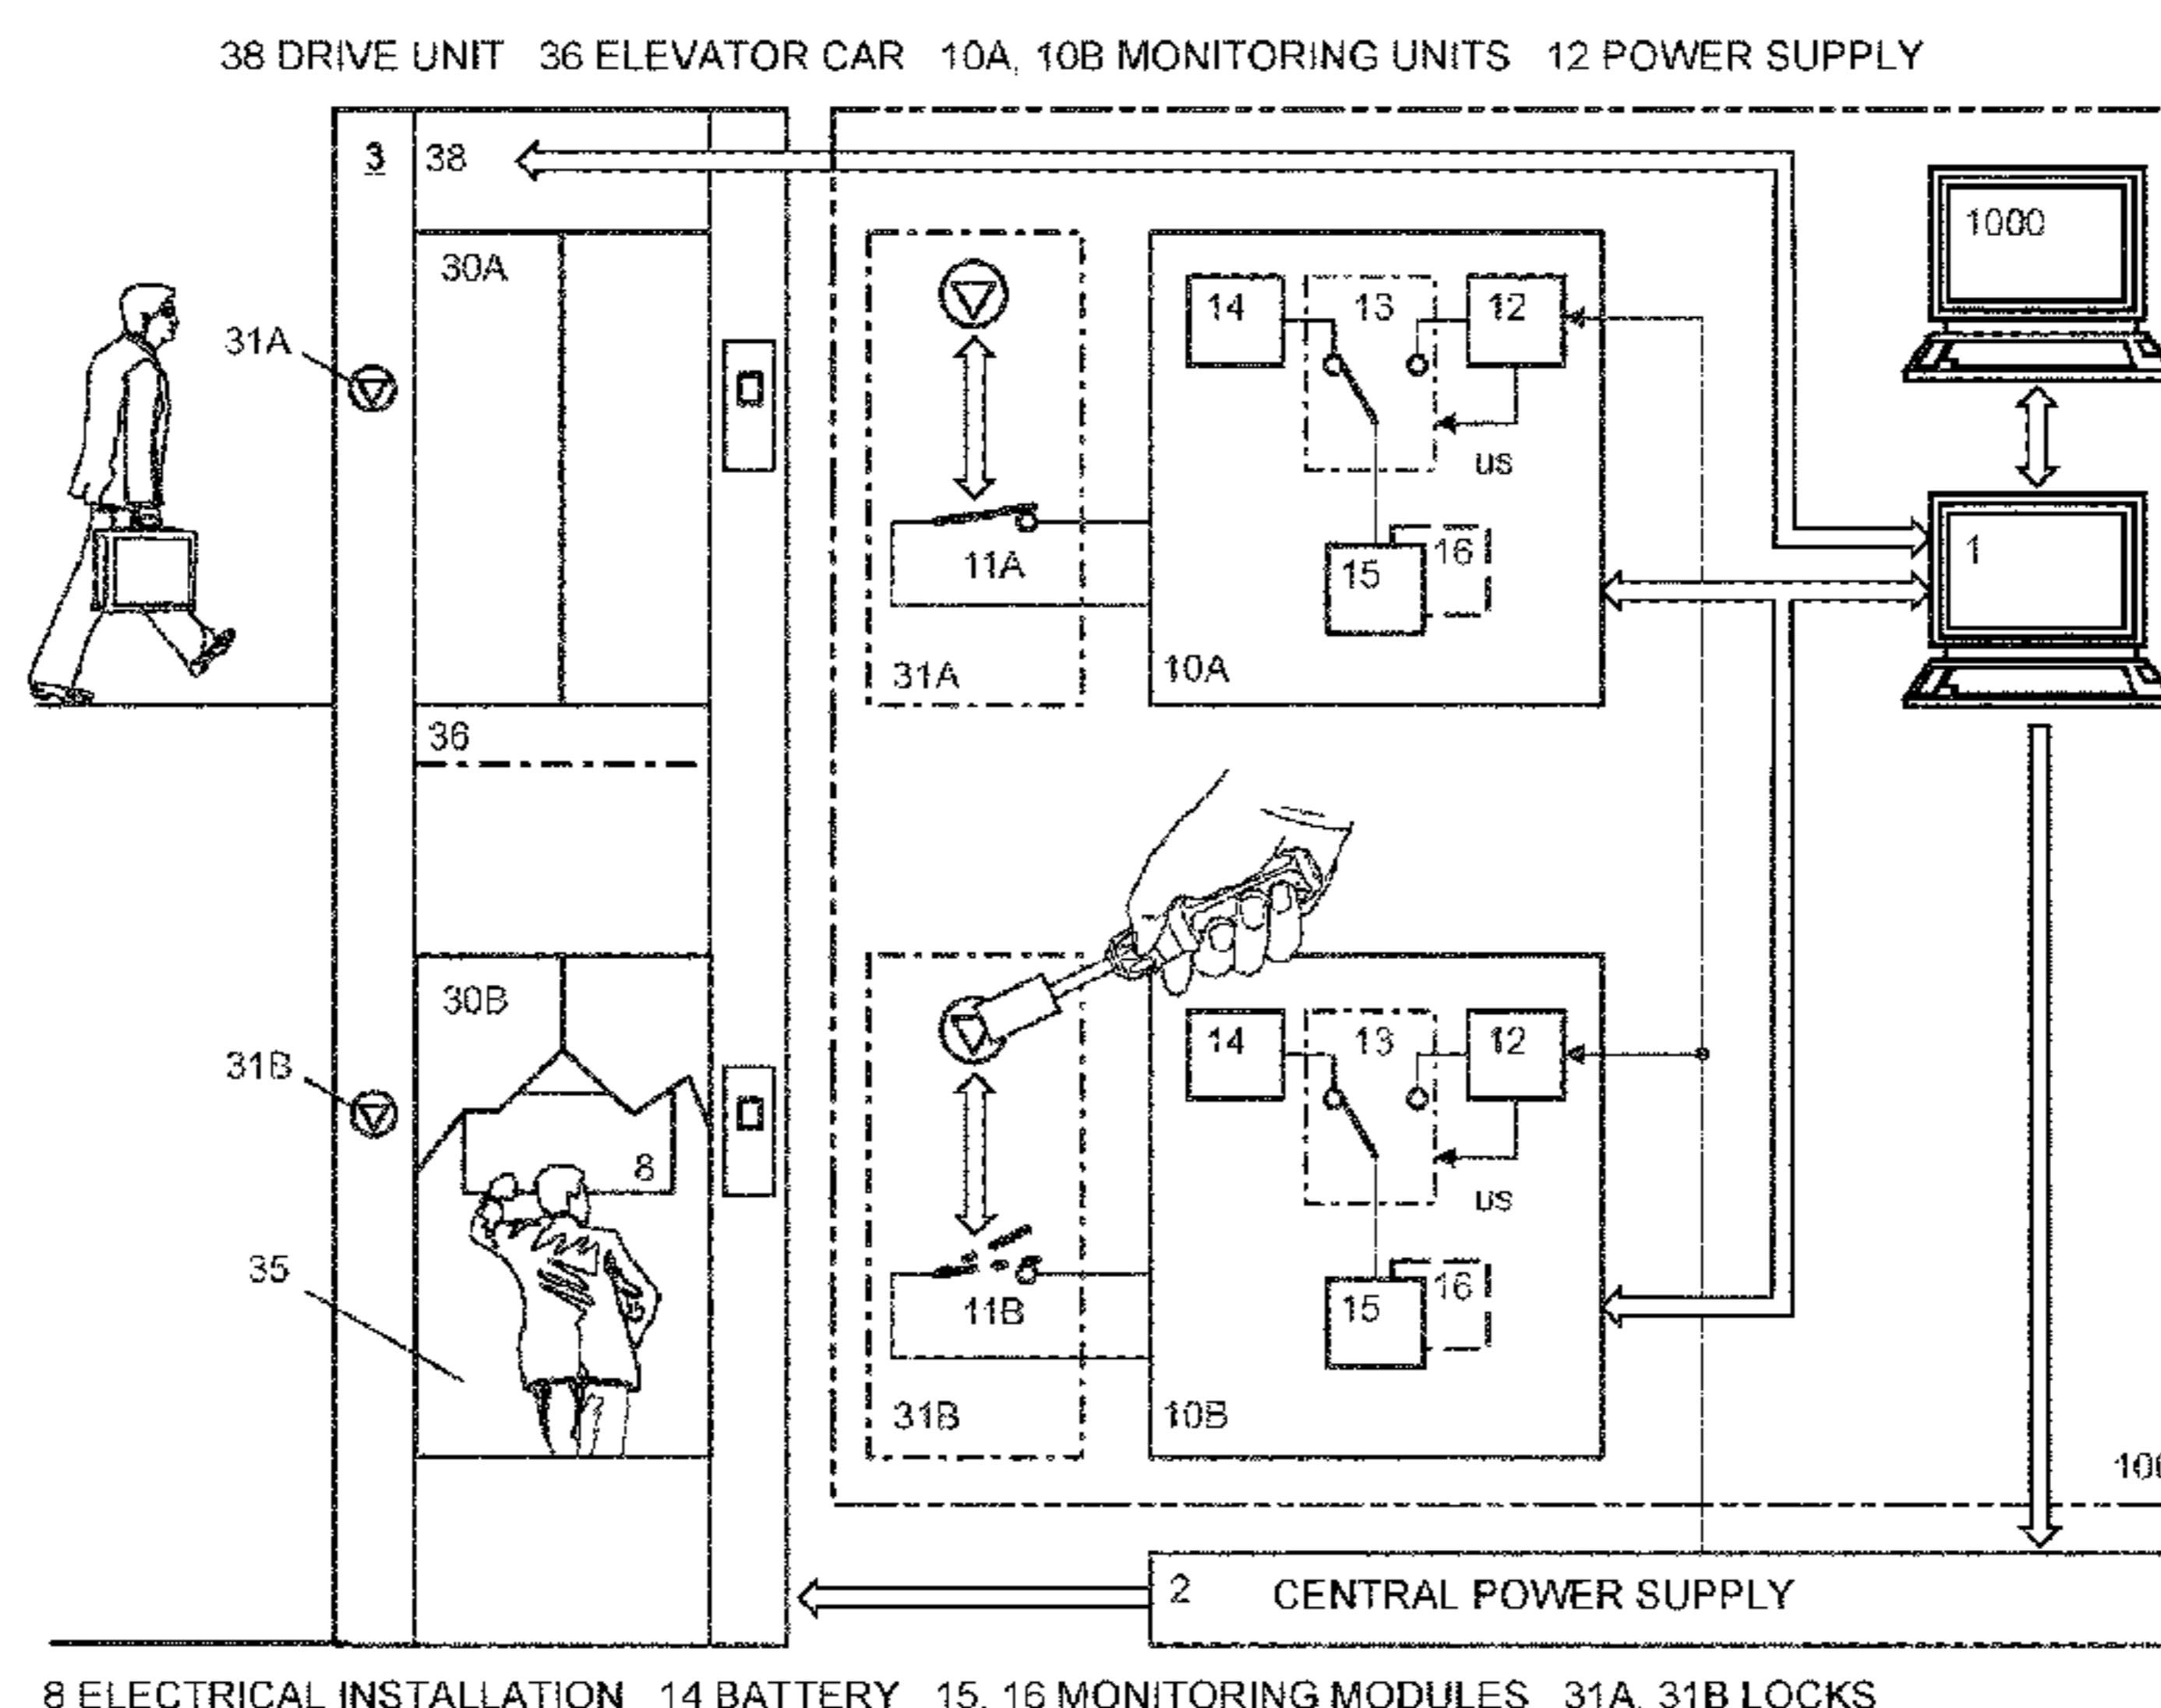 38 DRIVE UNIT 36 ELEVATOR CAR 10A, 10B MONITORING UNITS 12 POWER SUPPLY
3
38
1000
30A
14
13
12
31A
us
11A
16
15
1
31A
10A
36
30B
14
13
12
31B
8
us
35
11B
16
15
31B
10B
2 CENTRAL POWER SUPPLY
8 ELECTRICAL INSTALLATION 14 BATTERY 15, 16 MONITORING MODULES 31A, 31B LOCKS